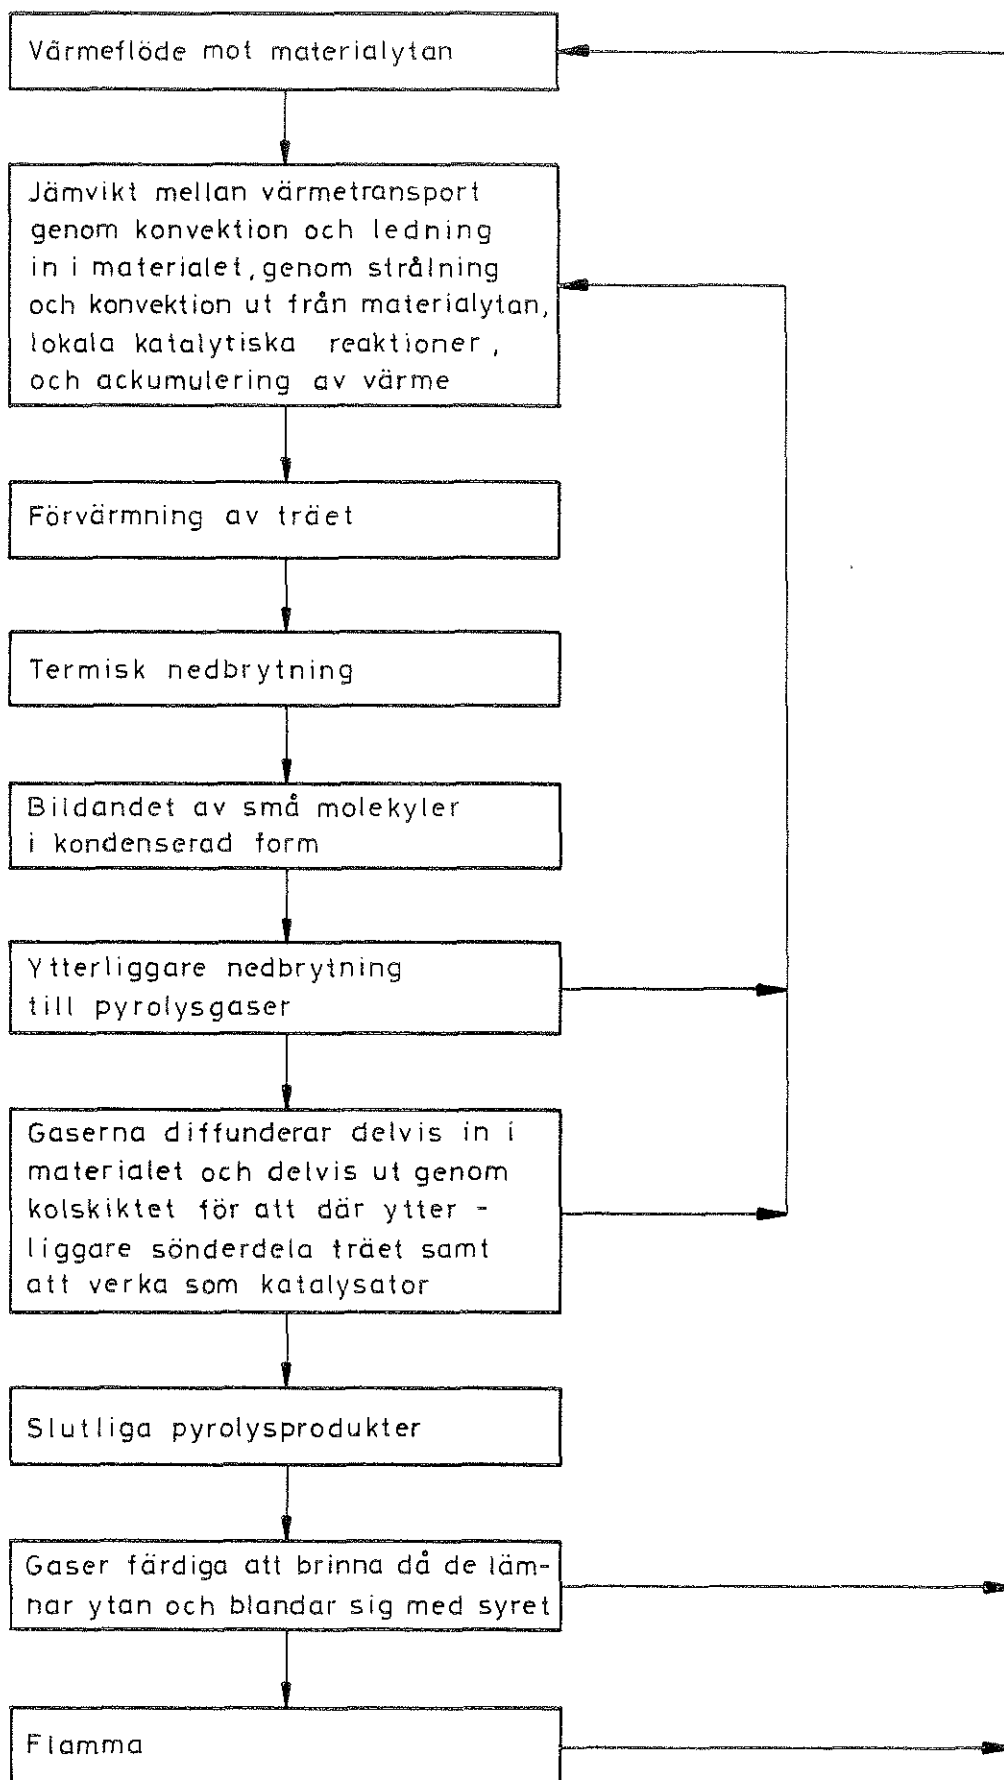 Värmeflöde mot materialytan
Jämvikt mellan värmetransport
genom konvektion och ledning
in i materialet, genom strålning
och konvektion ut från materialytan,
lokala katalytiska reaktioner,
och ackumulering av värme
Förvärmning av träet
Termisk nedbrytning
Bildandet av små molekyler
i kondenserad form
Ytterliggare nedbrytning
till pyrolysgaser
Gaserna diffunderar delvis in i
materialet och delvis ut genom
kolskiktet för att där ytter-
liggare sönderdela träet samt
att verka som katalysator
Slutliga pyrolysprodukter
Gaser färdiga att brinna då de läm-
nar ytan och blandar sig med syret
Flamma